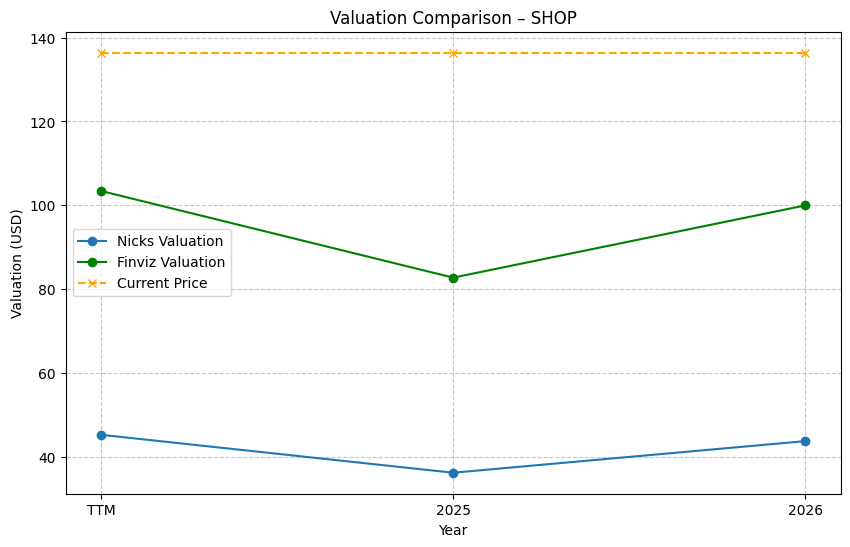 Valuation Comparison – SHOP
Valuation (USD)
140
120
100
80
60
40
Nicks Valuation
Finviz Valuation
Current Price
TTM
2025
2026
Year